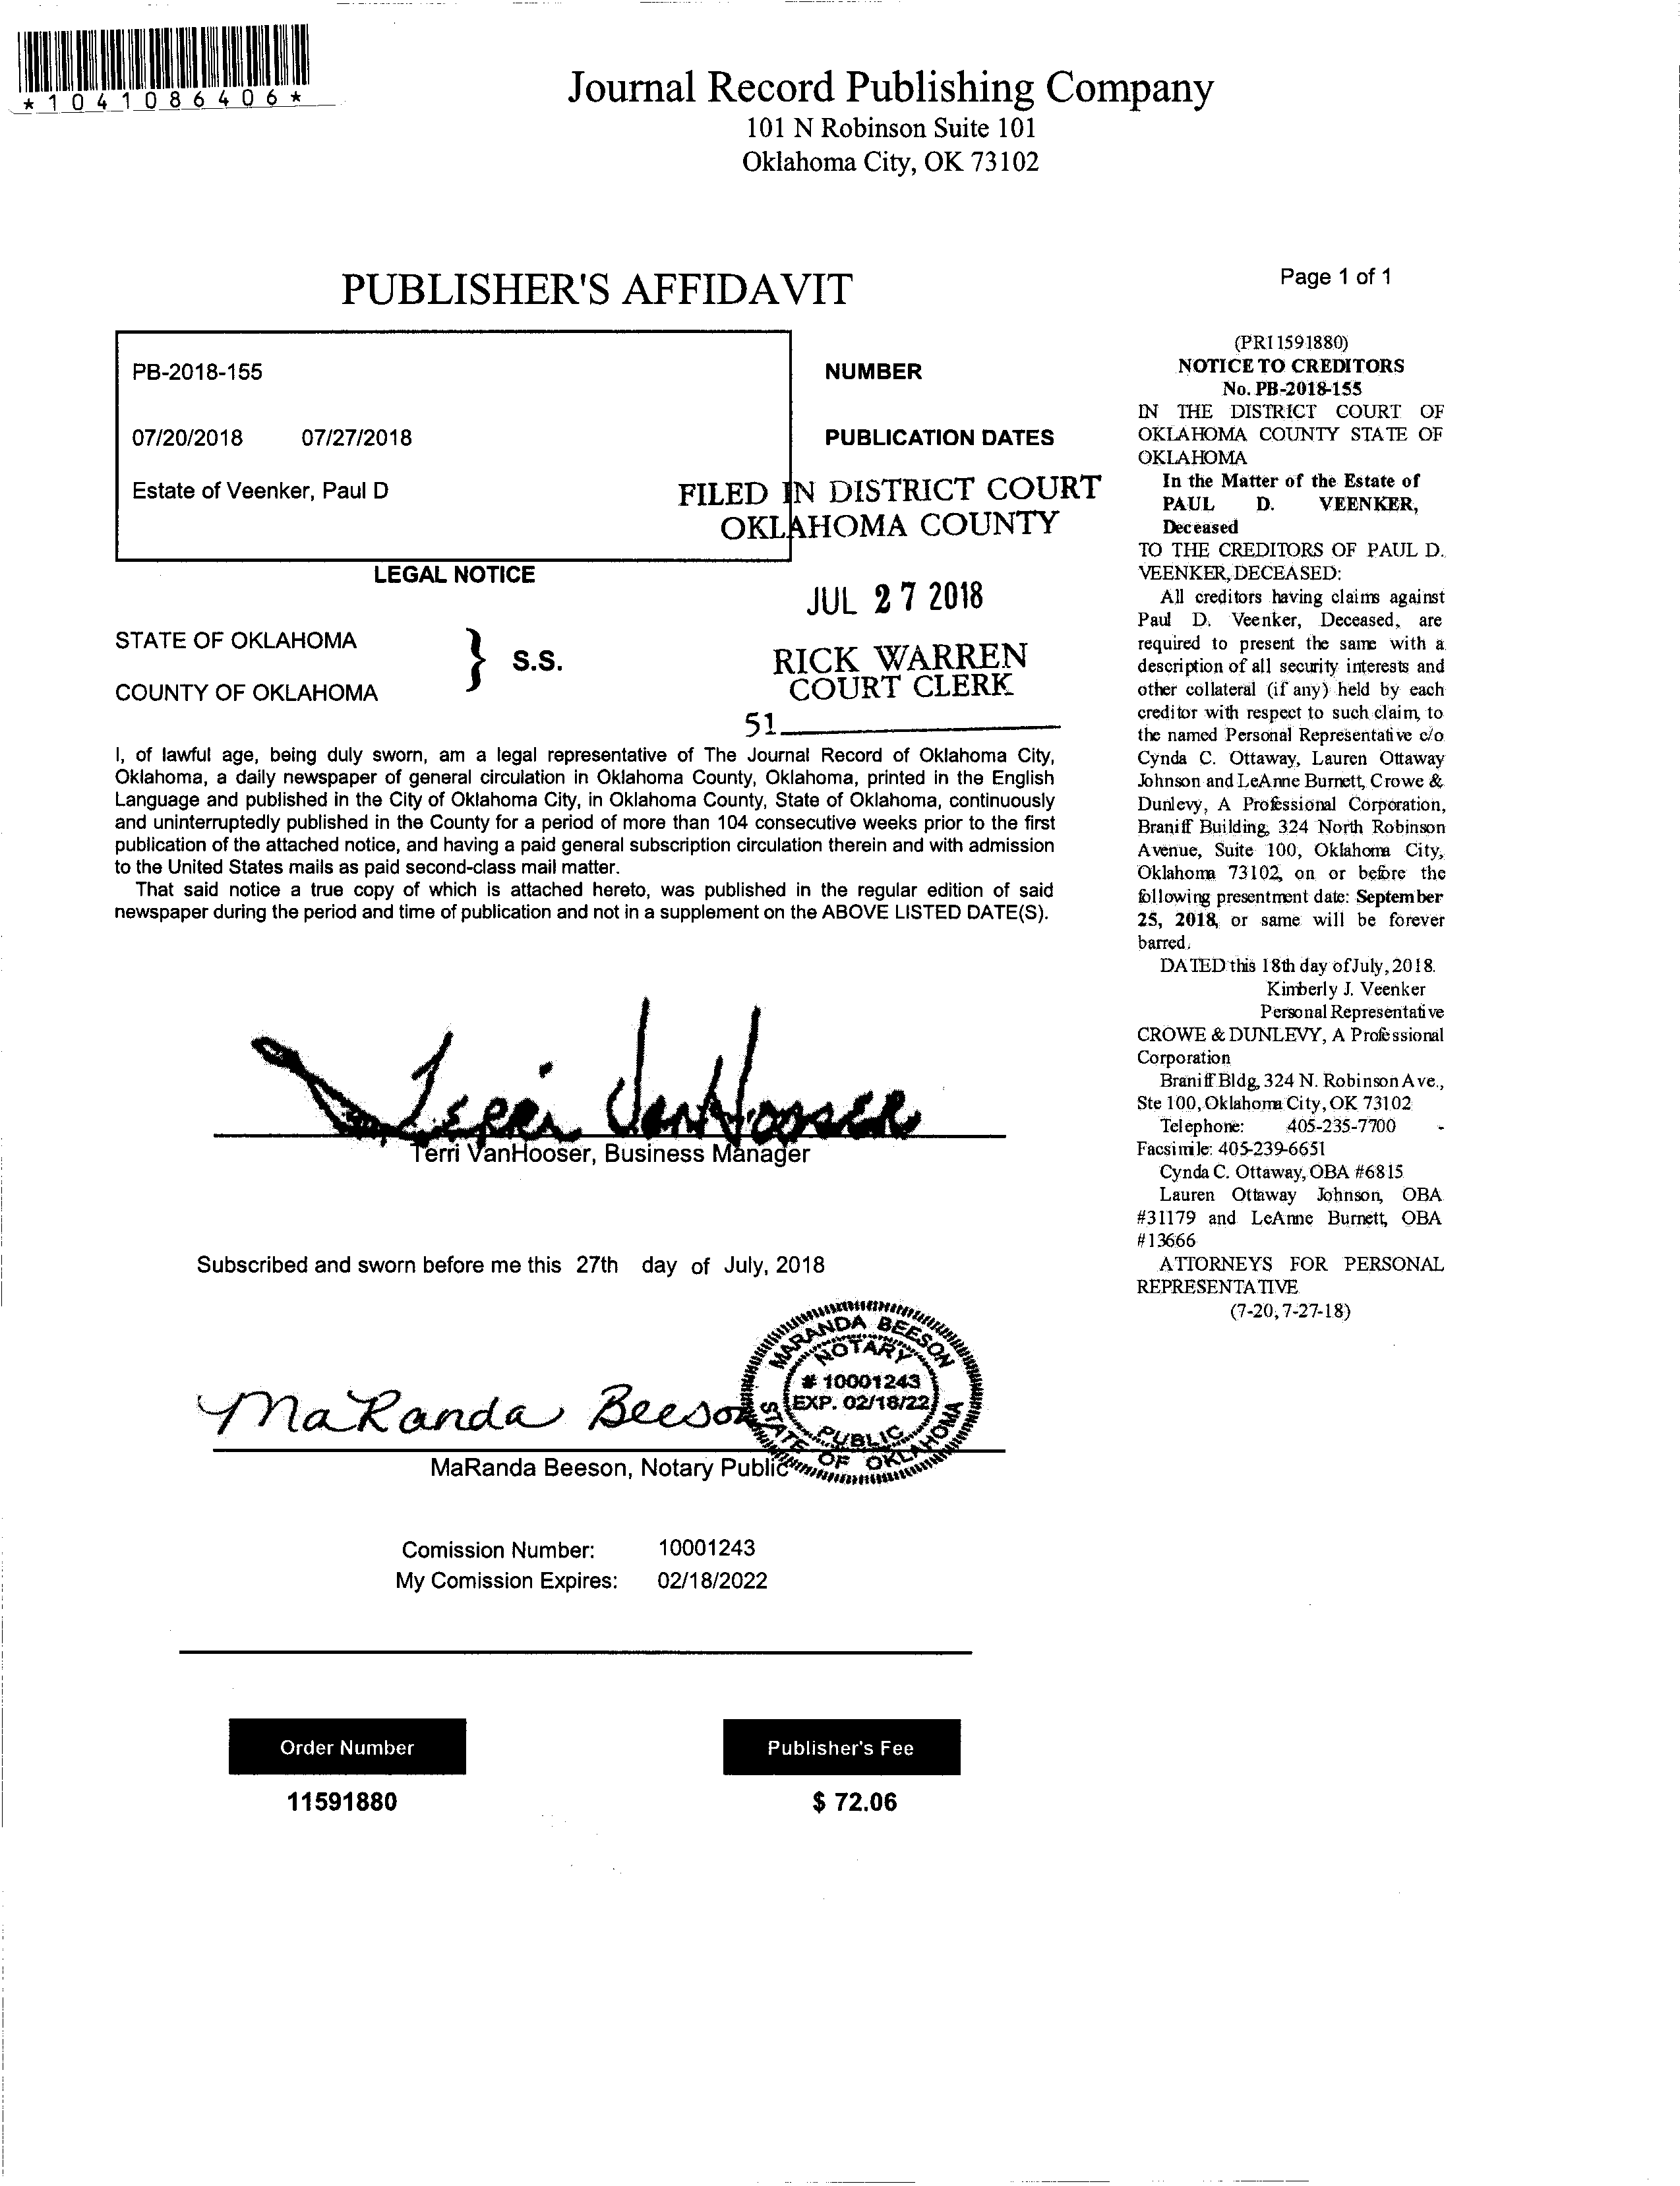 *1041086406*
Journal Record Publishing Company
101 N Robinson Suite 101
Oklahoma City, OK 73102
PUBLISHER'S AFFIDAVIT
Page 1 of 1
PB-2018-155
NUMBER
07/20/2018 07/27/2018
PUBLICATION DATES
Estate of Veenker, Paul D
FILED IN DISTRICT COURT
OKLAHOMA COUNTY
LEGAL NOTICE
JUL 27 2018
STATE OF OKLAHOMA
} S.S.
COUNTY OF OKLAHOMA
RICK WARREN
COURT CLERK
51
I, of lawful age, being duly sworn, am a legal representative of The Journal Record of Oklahoma City,
Oklahoma, a daily newspaper of general circulation in Oklahoma County, Oklahoma, printed in the English
Language and published in the City of Oklahoma City, in Oklahoma County, State of Oklahoma, continuously
and uninterruptedly published in the County for a period of more than 104 consecutive weeks prior to the first
publication of the attached notice, and having a paid general subscription circulation therein and with admission
to the United States mails as paid second-class mail matter.
That said notice a true copy of which is attached hereto, was published in the regular edition of said
newspaper during the period and time of publication and not in a supplement on the ABOVE LISTED DATE(S).
Terri VanHooser
Terri VanHooser, Business Manager
Subscribed and sworn before me this 27th day of July, 2018
MaRanda Beeson
MARANDA BEESON
NOTARY
# 10001243
EXP. 02/18/22
PUBLIC
STATE OF OKLAHOMA
MaRanda Beeson, Notary Public
Comission Number: 10001243
My Comission Expires: 02/18/2022
Order Number
Publisher's Fee
11591880
$ 72.06
(PR11591880)
NOTICE TO CREDITORS
No. PB-2018-155
IN THE DISTRICT COURT OF
OKLAHOMA COUNTY STATE OF
OKLAHOMA
In the Matter of the Estate of
PAUL D. VEENKER,
Deceased
TO THE CREDITORS OF PAUL D.
VEENKER, DECEASED:
All creditors having claims against
Paul D. Veenker, Deceased, are
required to present the same with a
description of all security interests and
other collateral (if any) held by each
creditor with respect to such claim, to
the named Personal Representative c/o
Cynda C. Ottaway, Lauren Ottaway
Johnson and LeAnne Burnett, Crowe &
Dunlevy, A Professional Corporation,
Braniff Building, 324 North Robinson
Avenue, Suite 100, Oklahoma City,
Oklahoma 73102, on or before the
following presentment date: September
25, 2018, or same will be forever
barred.
DATED this 18th day of July, 2018.
Kimberly J. Veenker
Personal Representative
CROWE & DUNLEVY, A Professional
Corporation
Braniff Bldg, 324 N. Robinson Ave.,
Ste 100, Oklahoma City, OK 73102
Telephone: 405-235-7700 -
Facsimile: 405-239-6651
Cynda C. Ottaway, OBA #6815
Lauren Ottaway Johnson, OBA
#31179 and LeAnne Burnett, OBA
#13666
ATTORNEYS FOR PERSONAL
REPRESENTATIVE
(7-20, 7-27-18)